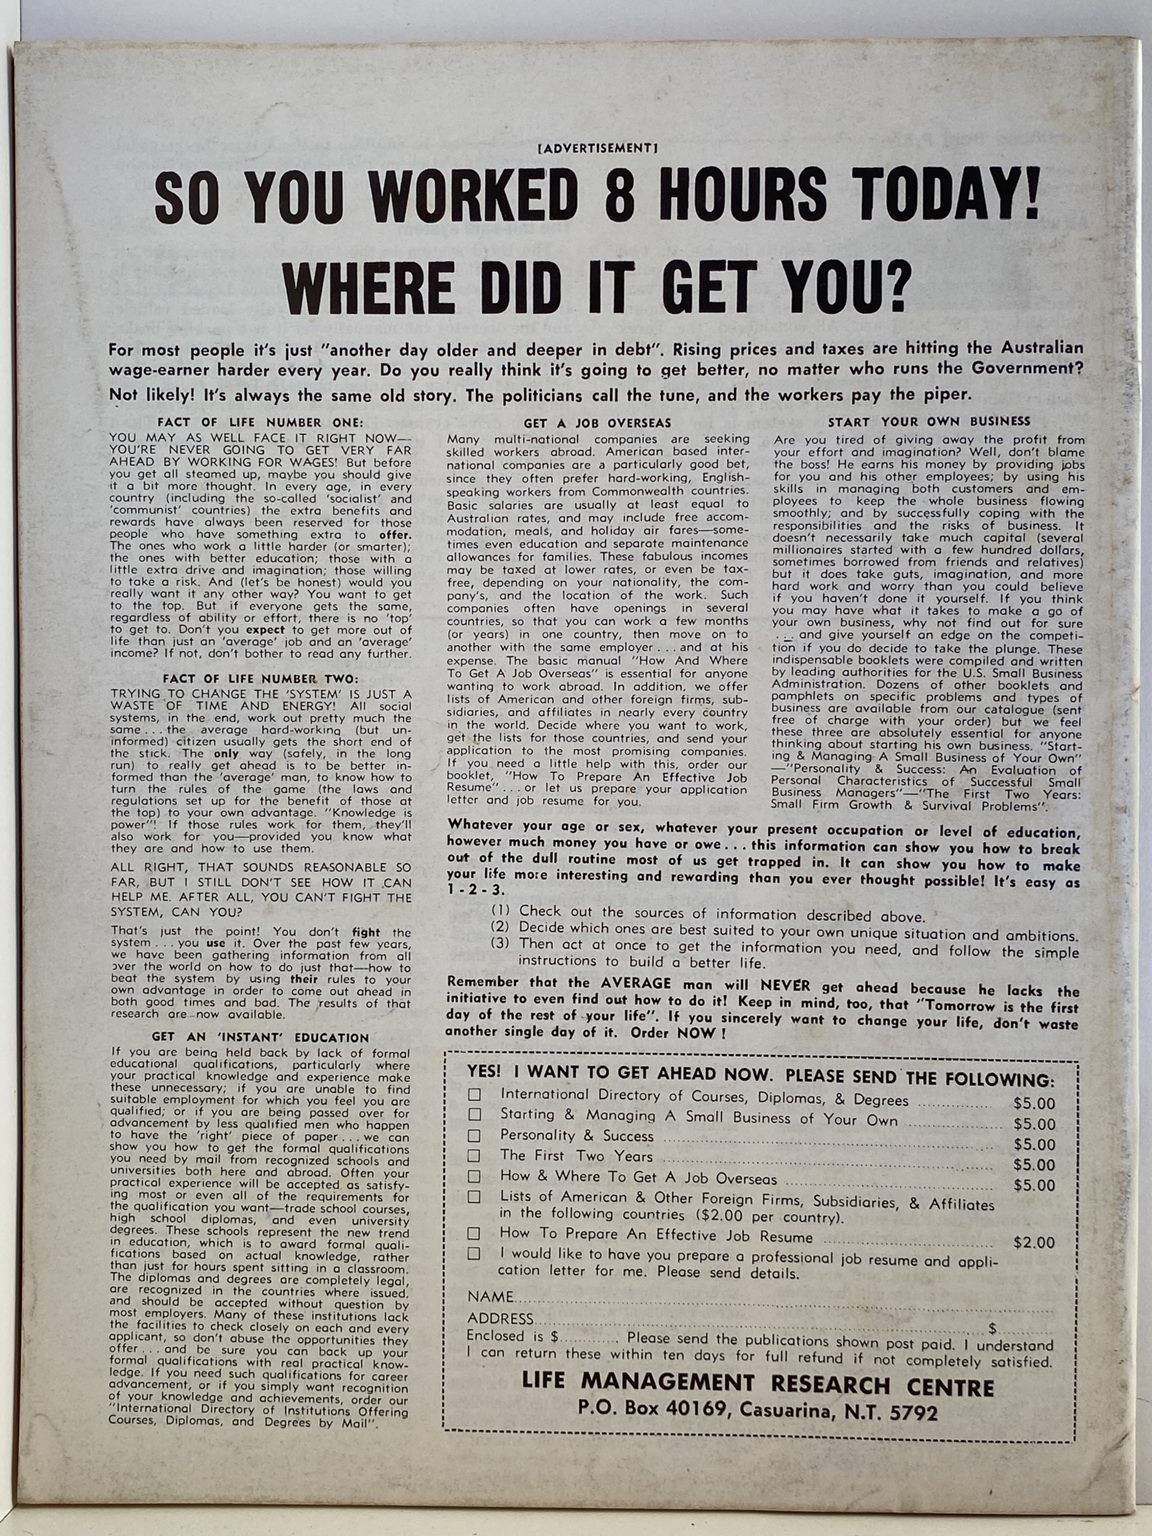 [ADVERTISEMENT]
SO YOU WORKED 8 HOURS TODAY!
WHERE DID IT GET YOU?
For most people it's just "another day older and deeper in debt". Rising prices and taxes are hitting the Australian
wage-earner harder every year. Do you really think it's going to get better, no matter who runs the Government?
Not likely! It's always the same old story. The politicians call the tune, and the workers pay the piper.
FACT OF LIFE NUMBER ONE:
YOU MAY AS WELL FACE IT RIGHT NOW—
YOU'RE NEVER GOING TO GET VERY FAR
AHEAD BY WORKING FOR WAGES! But before
you get all steamed up, maybe you should give
it a bit more thought. In every age, in every
country (including the so-called 'socialist' and
'communist' countries) the extra benefits and
rewards have always been reserved for those
people who have something extra to offer.
The ones who work a little harder (or smarter);
the ones with better education; those with a
little extra drive and imagination; those willing
to take a risk. And (let's be honest) would you
really want it any other way? You want to get
to the top. But if everyone gets the same,
regardless of ability or effort, there is no 'top'
to get to. Don't you expect to get more out of
life than just an 'average' job and an 'average'
income? If not, don't bother to read any further.
FACT OF LIFE NUMBER TWO:
TRYING TO CHANGE THE 'SYSTEM' IS JUST A
WASTE OF TIME AND ENERGY! All social
systems, in the end, work out pretty much the
same . . . the average hard-working (but un-
informed) citizen usually gets the short end of
the stick. The only way (safely, in the long
run) to really get ahead is to be better in-
formed than the 'average' man, to know how to
turn the rules of the game (the laws and
regulations set up for the benefit of those at
the top) to your own advantage. "Knowledge is
power"! If those rules work for them, they'll
also work for you—provided you know what
they are and how to use them.
ALL RIGHT, THAT SOUNDS REASONABLE SO
FAR, BUT I STILL DON'T SEE HOW IT CAN
HELP ME. AFTER ALL, YOU CAN'T FIGHT THE
SYSTEM, CAN YOU?
That's just the point! You don't fight the
system . . . you use it. Over the past few years,
we have been gathering information from all
over the world on how to do just that—how to
beat the system by using their rules to your
own advantage in order to come out ahead in
both good times and bad. The results of that
research are now available.
GET AN 'INSTANT' EDUCATION
If you are being held back by lack of formal
educational qualifications, particularly where
your practical knowledge and experience make
these unnecessary; if you are unable to find
suitable employment for which you feel you are
qualified; or if you are being passed over for
advancement by less qualified men who happen
to have the 'right' piece of paper . . . we can
show you how to get the formal qualifications
you need by mail from recognized schools and
universities both here and abroad. Often your
practical experience will be accepted as satisfy-
ing most or even all of the requirements for
the qualification you want—trade school courses,
high school diplomas, and even university
degrees. These schools represent the new trend
in education, which is to award formal quali-
fications based on actual knowledge, rather
than just for hours spent sitting in a classroom.
The diplomas and degrees are completely legal,
are recognized in the countries where issued,
and should be accepted without question by
most employers. Many of these institutions lack
the facilities to check closely on each and every
applicant, so don't abuse the opportunities they
offer . . . and be sure you can back up your
formal qualifications with real practical know-
ledge. If you need such qualifications for career
advancement, or if you simply want recognition
of your knowledge and achievements, order our
"International Directory of Institutions Offering
Courses, Diplomas, and Degrees by Mail".
GET A JOB OVERSEAS
Many multi-national companies are seeking
skilled workers abroad. American based inter-
national companies are a particularly good bet,
since they often prefer hard-working, English-
speaking workers from Commonwealth countries.
Basic salaries are usually at least equal to
Australian rates, and may include free accom-
modation, meals, and holiday air fares—some-
times even education and separate maintenance
allowances for families. These fabulous incomes
may be taxed at lower rates, or even be tax-
free, depending on your nationality, the com-
pany's, and the location of the work. Such
companies often have openings in several
countries, so that you can work a few months
(or years) in one country, then move on to
another with the same employer . . . and at his
expense. The basic manual "How And Where
To Get A Job Overseas" is essential for anyone
wanting to work abroad. In addition, we offer
lists of American and other foreign firms, sub-
sidiaries, and affiliates in nearly every country
in the world. Decide where you want to work,
get the lists for those countries, and send your
application to the most promising companies.
If you need a little help with this, order our
booklet, "How To Prepare An Effective Job
Resume" . . . or let us prepare your application
letter and job resume for you.
START YOUR OWN BUSINESS
Are you tired of giving away the profit from
your effort and imagination? Well, don't blame
the boss! He earns his money by providing jobs
for you and his other employees; by using his
skills in managing both customers and em-
ployees to keep the whole business flowing
smoothly; and by successfully coping with the
responsibilities and the risks of business. It
doesn't necessarily take much capital (several
millionaires started with a few hundred dollars,
sometimes borrowed from friends and relatives)
but it does take guts, imagination, and more
hard work and worry than you could believe
if you haven't done it yourself. If you think
you may have what it takes to make a go of
your own business, why not find out for sure
. . . and give yourself an edge on the competi-
tion if you do decide to take the plunge. These
indispensable booklets were compiled and written
by leading authorities for the U.S. Small Business
Administration. Dozens of other booklets and
pamphlets on specific problems and types of
business are available from our catalogue (sent
free of charge with your order) but we feel
these three are absolutely essential for anyone
thinking about starting his own business. "Start-
ing & Managing A Small Business of Your Own"
—"Personality & Success: An Evaluation of
Personal Characteristics of Successful Small
Business Managers"—"The First Two Years:
Small Firm Growth & Survival Problems".
Whatever your age or sex, whatever your present occupation or level of education,
however much money you have or owe . . . this information can show you how to break
out of the dull routine most of us get trapped in. It can show you how to make
your life more interesting and rewarding than you ever thought possible! It's easy as
1 - 2 - 3.
(1) Check out the sources of information described above.
(2) Decide which ones are best suited to your own unique situation and ambitions.
(3) Then act at once to get the information you need, and follow the simple
instructions to build a better life.
Remember that the AVERAGE man will NEVER get ahead because he lacks the
initiative to even find out how to do it! Keep in mind, too, that "Tomorrow is the first
day of the rest of your life". If you sincerely want to change your life, don't waste
another single day of it. Order NOW !
YES! I WANT TO GET AHEAD NOW. PLEASE SEND THE FOLLOWING:
International Directory of Courses, Diplomas, & Degrees ............... $5.00
Starting & Managing A Small Business of Your Own ............... $5.00
Personality & Success ............... $5.00
The First Two Years ............... $5.00
How & Where To Get A Job Overseas ............... $5.00
Lists of American & Other Foreign Firms, Subsidiaries, & Affiliates
in the following countries ($2.00 per country).
How To Prepare An Effective Job Resume ............... $2.00
I would like to have you prepare a professional job resume and appli-
cation letter for me. Please send details.
NAME...............
ADDRESS............... $...............
Enclosed is $............ Please send the publications shown post paid. I understand
I can return these within ten days for full refund if not completely satisfied.
LIFE MANAGEMENT RESEARCH CENTRE
P.O. Box 40169, Casuarina, N.T. 5792